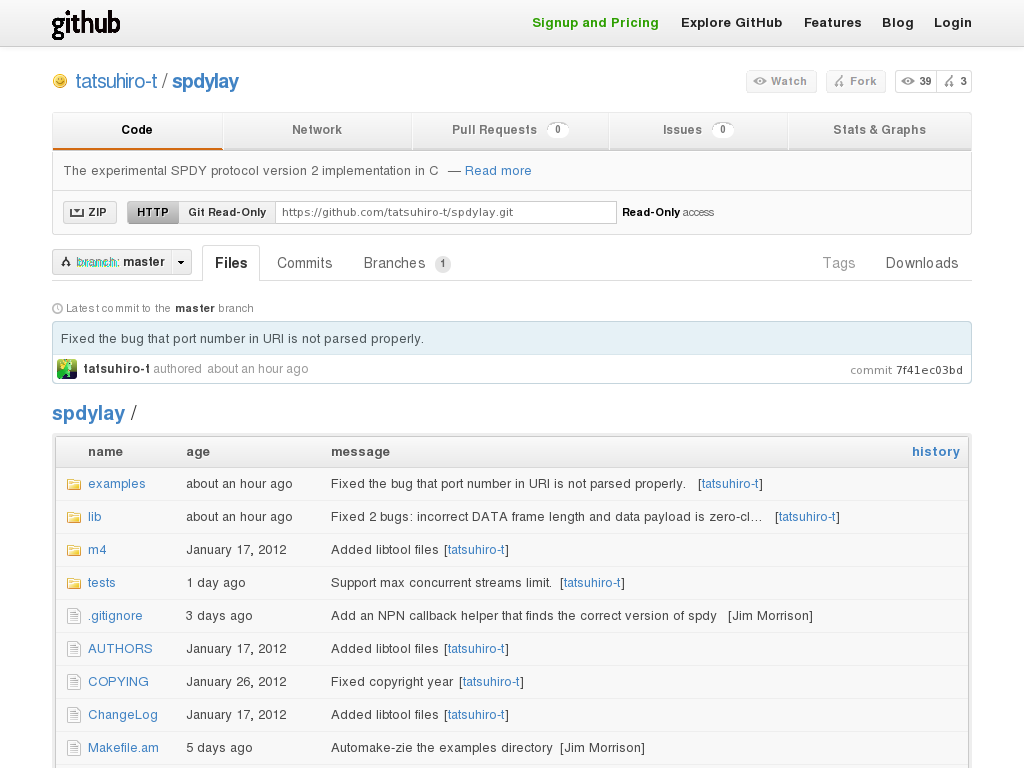 github
Signup and Pricing Explore GitHub Features Blog Login
tatsuhiro-t / spdylay
Watch Fork 39 3
Code Network Pull Requests 0 Issues 0 Stats & Graphs
The experimental SPDY protocol version 2 implementation in C — Read more
ZIP HTTP Git Read-Only https://github.com/tatsuhiro-t/spdylay.git Read-Only access
branch: master Files Commits Branches 1 Tags Downloads
Latest commit to the master branch
Fixed the bug that port number in URI is not parsed properly.
tatsuhiro-t authored about an hour ago commit 7f41ec03bd
spdylay /
name age message history
examples about an hour ago Fixed the bug that port number in URI is not parsed properly. [tatsuhiro-t]
lib about an hour ago Fixed 2 bugs: incorrect DATA frame length and data payload is zero-cl... [tatsuhiro-t]
m4 January 17, 2012 Added libtool files [tatsuhiro-t]
tests 1 day ago Support max concurrent streams limit. [tatsuhiro-t]
.gitignore 3 days ago Add an NPN callback helper that finds the correct version of spdy [Jim Morrison]
AUTHORS January 17, 2012 Added libtool files [tatsuhiro-t]
COPYING January 26, 2012 Fixed copyright year [tatsuhiro-t]
ChangeLog January 17, 2012 Added libtool files [tatsuhiro-t]
Makefile.am 5 days ago Automake-zie the examples directory [Jim Morrison]